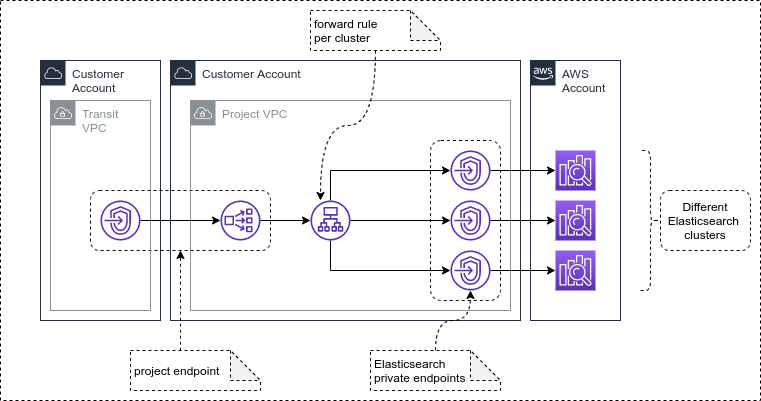 forward rule
per cluster
Customer
Account
Customer Account
aws
AWS
Account
Transit
VPC
Project VPC
Different
Elasticsearch
clusters
project endpoint
Elasticsearch
private endpoints